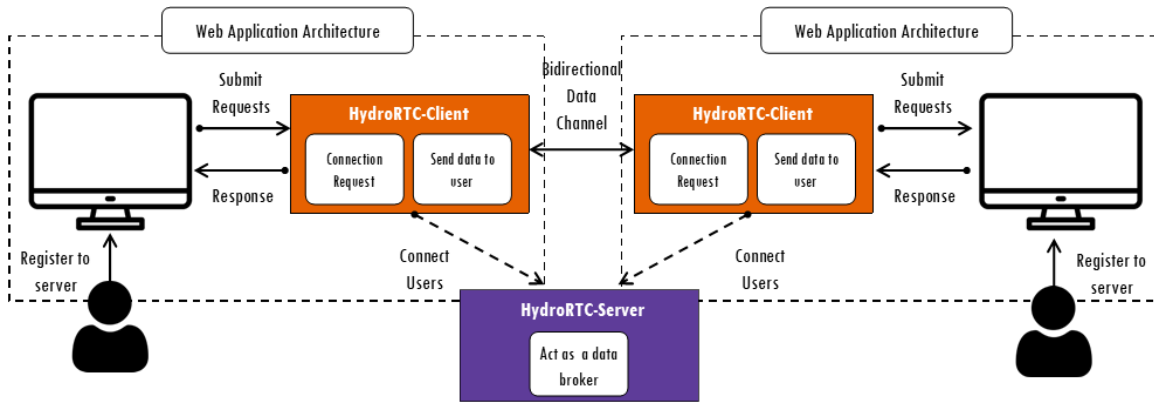 Web Application Architecture
Web Application Architecture
Submit
Requests
HydroRTC-Client
Connection
Request
Send data to
user
Response
Bidirectional
Data
Channel
HydroRTC-Client
Connection
Request
Send data to
user
Submit
Requests
Response
Register to
server
Connect
Users
Connect
Users
Register to
server
HydroRTC-Server
Act as a data
broker